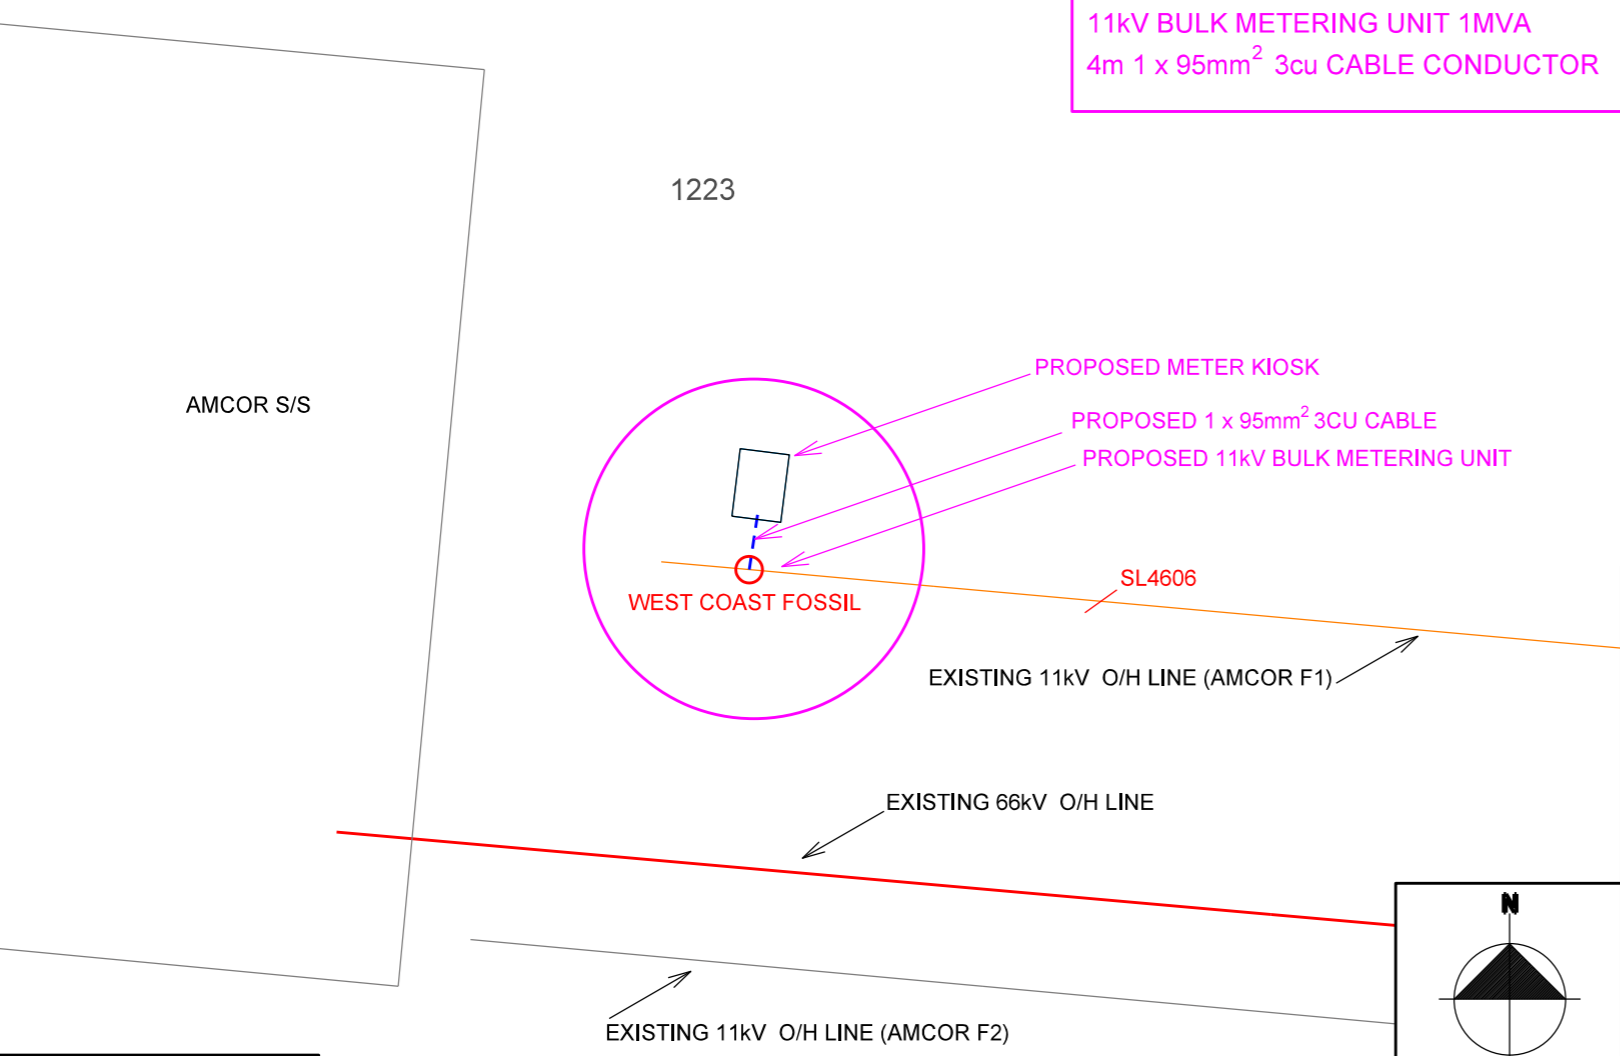 11kV BULK METERING UNIT 1MVA
4m 1 x 95mm² 3cu CABLE CONDUCTOR
1223
PROPOSED METER KIOSK
AMCOR S/S
PROPOSED 1 x 95mm² 3CU CABLE
PROPOSED 11kV BULK METERING UNIT
SL4606
WEST COAST FOSSIL
EXISTING 11kV O/H LINE (AMCOR F1)
EXISTING 66kV O/H LINE
N
EXISTING 11kV O/H LINE (AMCOR F2)